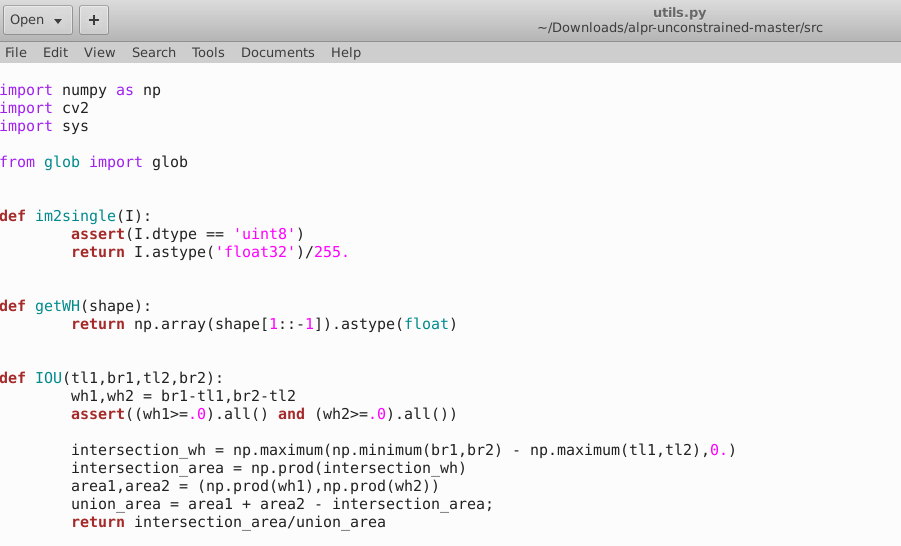 Open
+
utils.py
~/Downloads/alpr-unconstrained-master/src
File Edit View Search Tools Documents Help
import numpy as np
import cv2
import sys
from glob import glob
def im2single(I):
        assert(I.dtype == 'uint8')
        return I.astype('float32')/255.
def getWH(shape):
        return np.array(shape[1::-1]).astype(float)
def IOU(tl1,br1,tl2,br2):
        wh1,wh2 = br1-tl1,br2-tl2
        assert((wh1>=.0).all() and (wh2>=.0).all())
        intersection_wh = np.maximum(np.minimum(br1,br2) - np.maximum(tl1,tl2),0.)
        intersection_area = np.prod(intersection_wh)
        area1,area2 = (np.prod(wh1),np.prod(wh2))
        union_area = area1 + area2 - intersection_area;
        return intersection_area/union_area